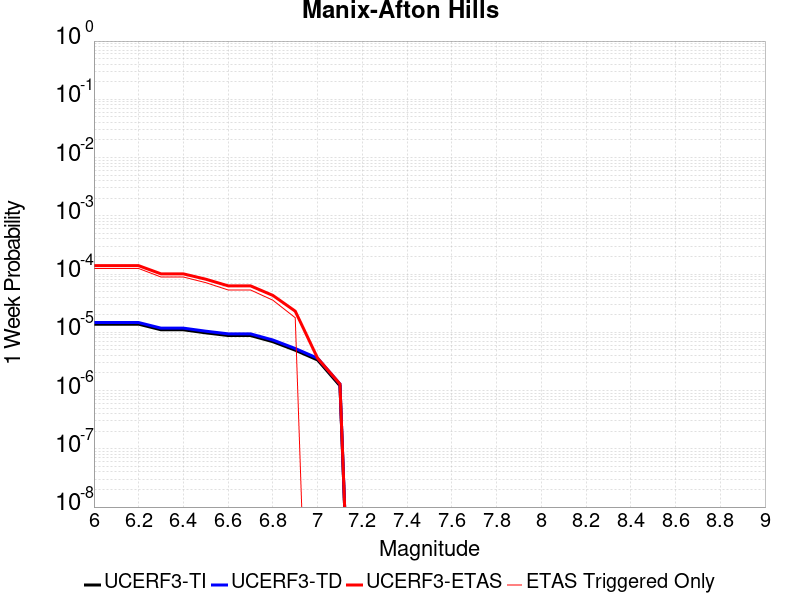 Manix-Afton Hills
1 Week Probability
10^0
10^-1
10^-2
10^-3
10^-4
10^-5
10^-6
10^-7
10^-8
6 6.2 6.4 6.6 6.8 7 7.2 7.4 7.6 7.8 8 8.2 8.4 8.6 8.8 9
Magnitude
UCERF3-TI UCERF3-TD UCERF3-ETAS ETAS Triggered Only